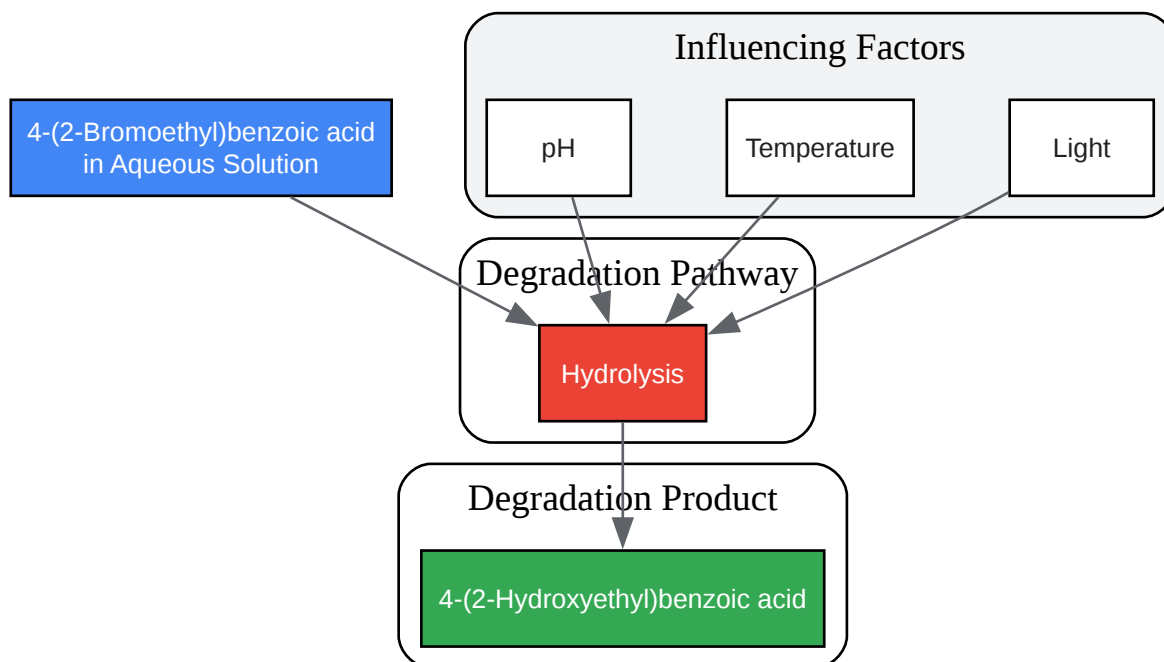 Influencing Factors
4-(2-Bromoethyl)benzoic acid
in Aqueous Solution
pH
Temperature
Light
Degradation Pathway
Hydrolysis
Degradation Product
4-(2-Hydroxyethyl)benzoic acid